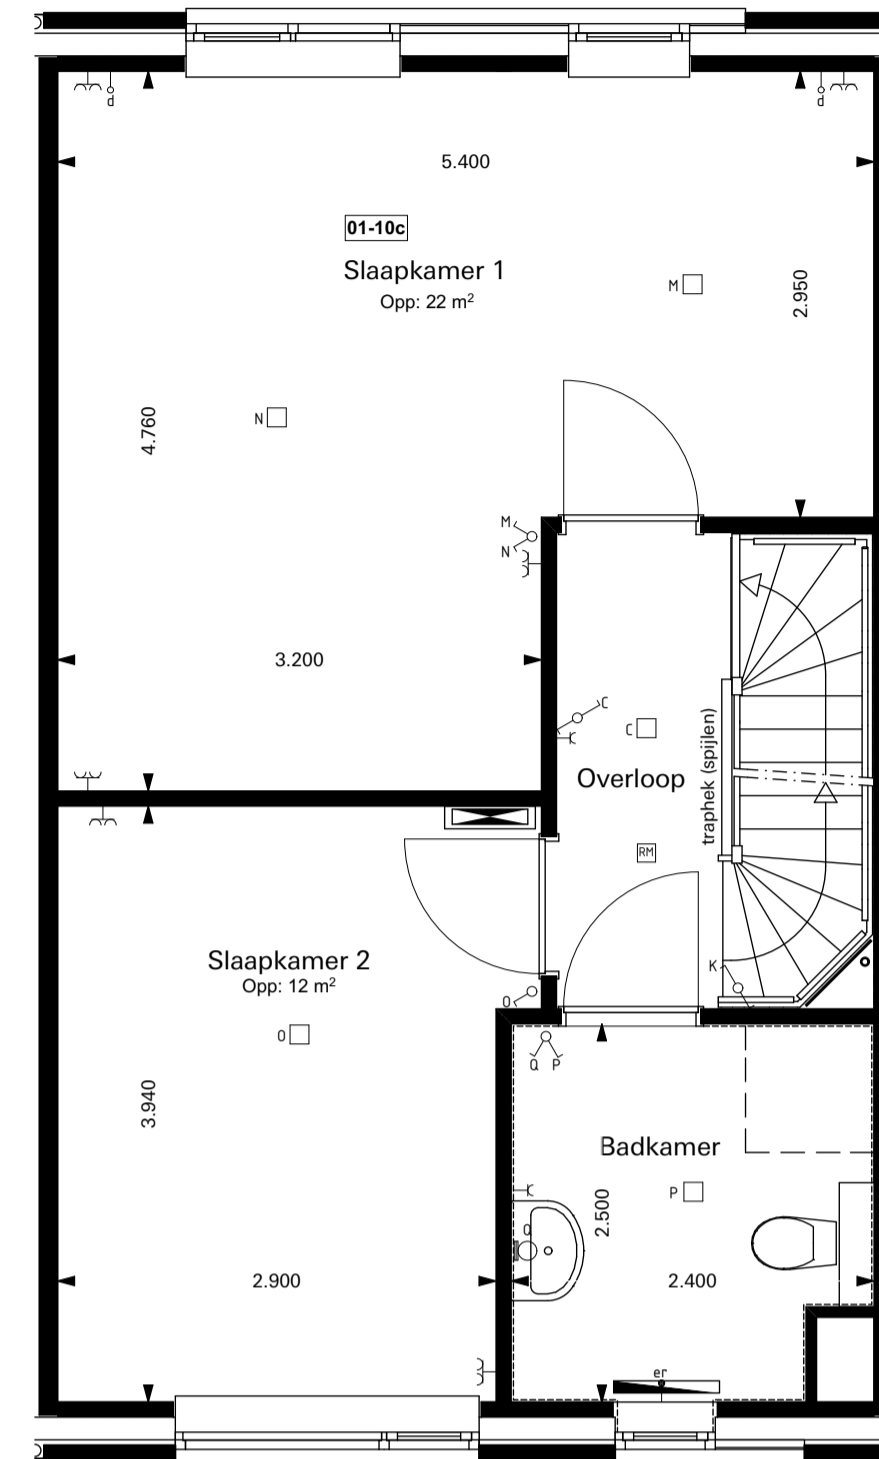 d
d
5.400
01-10c
Slaapkamer 1
Opp: 22 m²
M
2.950
N
4.760
M
N
3.200
C
C
Overloop
traphek (spijlen)
RM
Slaapkamer 2
Opp: 12 m²
K
O
O
Q P
3.940
Badkamer
P
2.500
Q
2.900
2.400
er